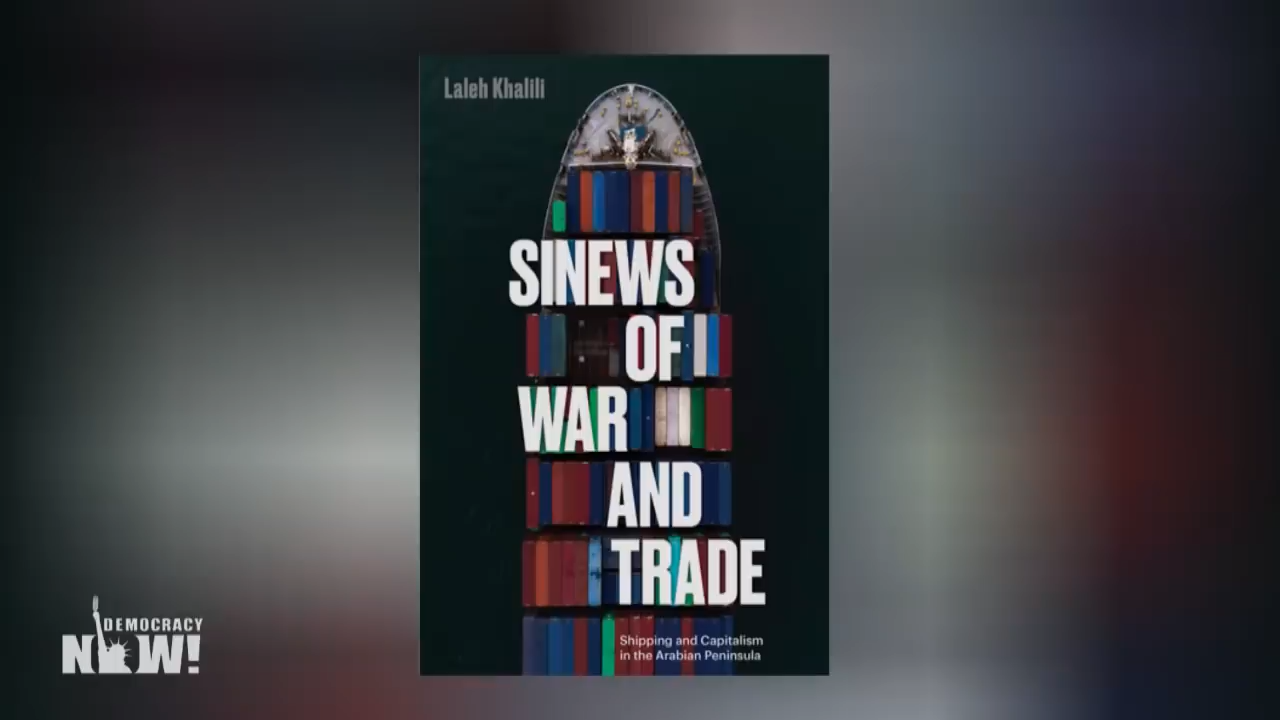 Laleh Khalili
SINEWS
OF
WAR
AND
TRADE
Shipping and Capitalism
in the Arabian Peninsula
DEMOCRACY
NOW!